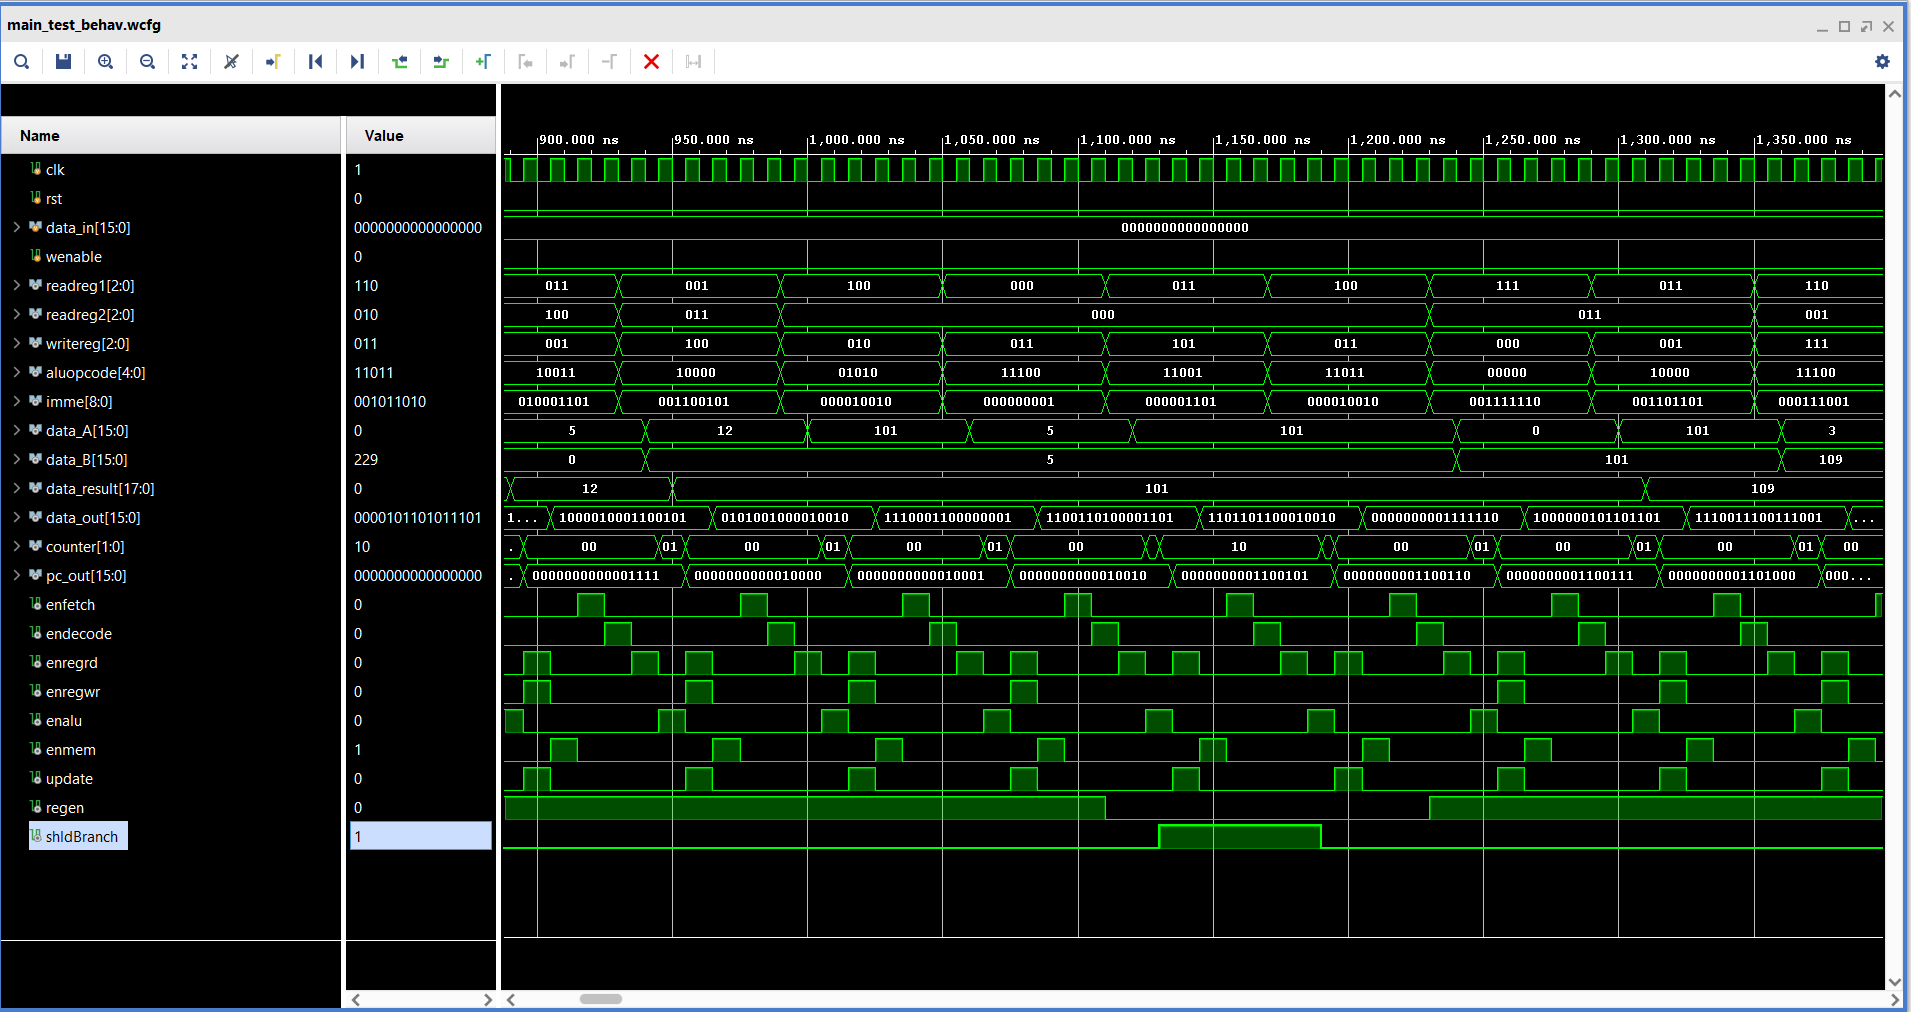 main_test_behav.wcfg
Name Value
900.000 ns 950.000 ns 1,000.000 ns 1,050.000 ns 1,100.000 ns 1,150.000 ns 1,200.000 ns 1,250.000 ns 1,300.000 ns 1,350.000 ns
clk 1
rst 0
data_in[15:0] 0000000000000000 0000000000000000
wenable 0
readreg1[2:0] 110 011 001 100 000 011 100 111 011 110
readreg2[2:0] 010 100 011 000 011 001
writereg[2:0] 011 001 100 010 011 101 011 000 001 111
aluopcode[4:0] 11011 10011 10000 01010 11100 11001 11011 00000 10000 11100
imme[8:0] 001011010 010001101 001100101 000010010 000000001 000001101 000010010 001111110 001101101 000111001
data_A[15:0] 0 5 12 101 5 101 0 101 3
data_B[15:0] 229 0 5 101 109
data_result[17:0] 0 12 101 109
data_out[15:0] 0000101101011101 1... 1000010001100101 0101001000010010 1110001100000001 1100110100001101 1101101100010010 0000000001111110 1000000101101101 1110011100111001 ...
counter[1:0] 10 . 00 01 00 01 00 01 00 10 00 01 00 01 00 01 00
pc_out[15:0] 0000000000000000 . 0000000000001111 0000000000010000 0000000000010001 0000000000010010 0000000001100101 0000000001100110 0000000001100111 0000000001101000 000...
enfetch 0
endecode 0
enregrd 0
enregwr 0
enalu 0
enmem 1
update 0
regen 0
shldBranch 1